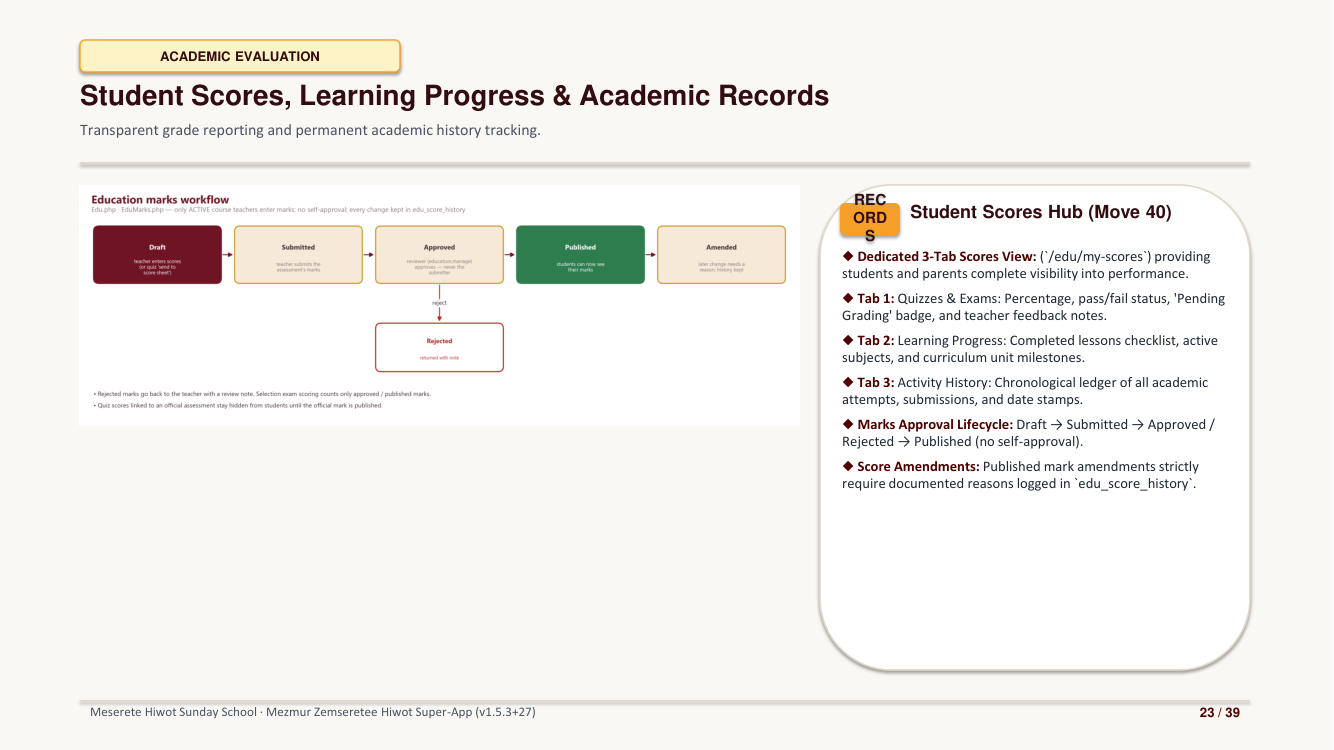 ACADEMIC EVALUATION
Student Scores, Learning Progress & Academic Records
Transparent grade reporting and permanent academic history tracking.
Education marks workflow
Edu.php · EduMarks.php — only ACTIVE course teachers enter marks; no self-approval; every change kept in edu_score_history
Draft
teacher enters scores
(or quiz 'send to
score sheet')
Submitted
teacher submits the
assessment's marks
Approved
reviewer (education.manage)
approves — never the
submitter
Published
students can now see
their marks
Amended
later change needs a
reason; history kept
reject
Rejected
returned with note
• Rejected marks go back to the teacher with a review note. Selection exam scoring counts only approved / published marks.
• Quiz scores linked to an official assessment stay hidden from students until the official mark is published.
REC
ORD
S
Student Scores Hub (Move 40)
◆ Dedicated 3-Tab Scores View: (`/edu/my-scores`) providing
students and parents complete visibility into performance.
◆ Tab 1: Quizzes & Exams: Percentage, pass/fail status, 'Pending
Grading' badge, and teacher feedback notes.
◆ Tab 2: Learning Progress: Completed lessons checklist, active
subjects, and curriculum unit milestones.
◆ Tab 3: Activity History: Chronological ledger of all academic
attempts, submissions, and date stamps.
◆ Marks Approval Lifecycle: Draft → Submitted → Approved /
Rejected → Published (no self-approval).
◆ Score Amendments: Published mark amendments strictly
require documented reasons logged in `edu_score_history`.
Meserete Hiwot Sunday School · Mezmur Zemseretee Hiwot Super-App (v1.5.3+27)
23 / 39